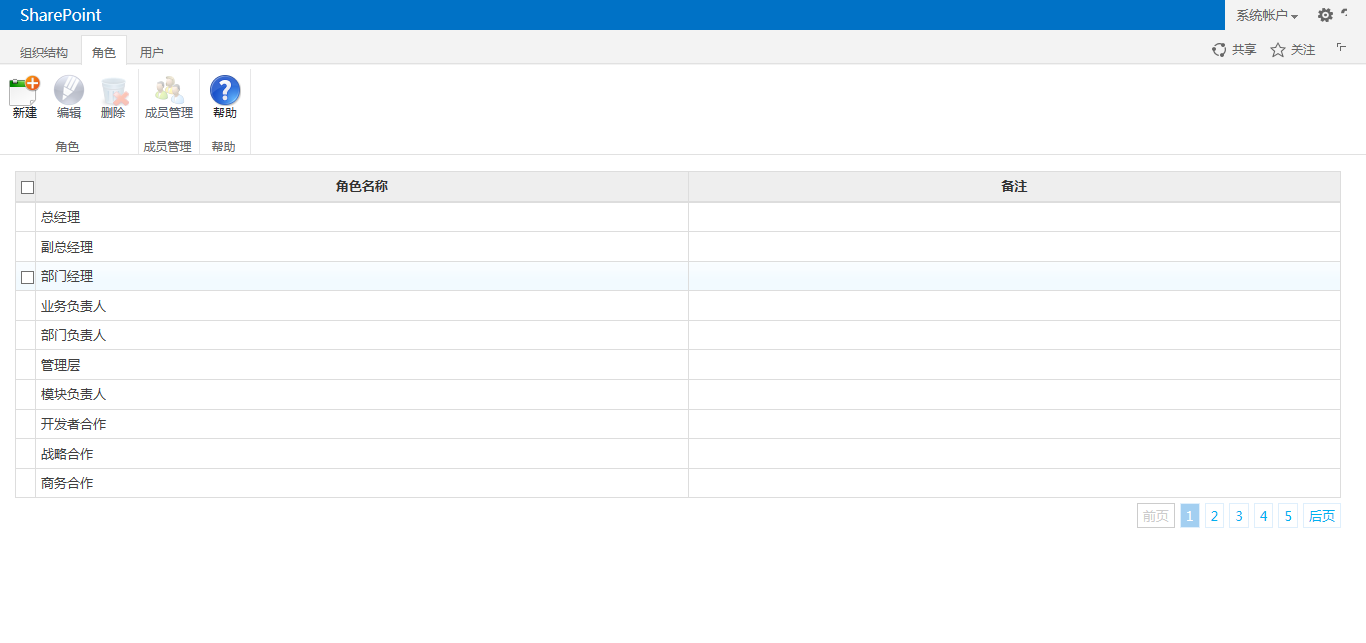 SharePoint
系统帐户
组织结构 角色 用户
共享 关注
新建 编辑 删除 成员管理 帮助
角色 成员管理 帮助
角色名称 备注
总经理
副总经理
部门经理
业务负责人
部门负责人
管理层
模块负责人
开发者合作
战略合作
商务合作
前页 1 2 3 4 5 后页